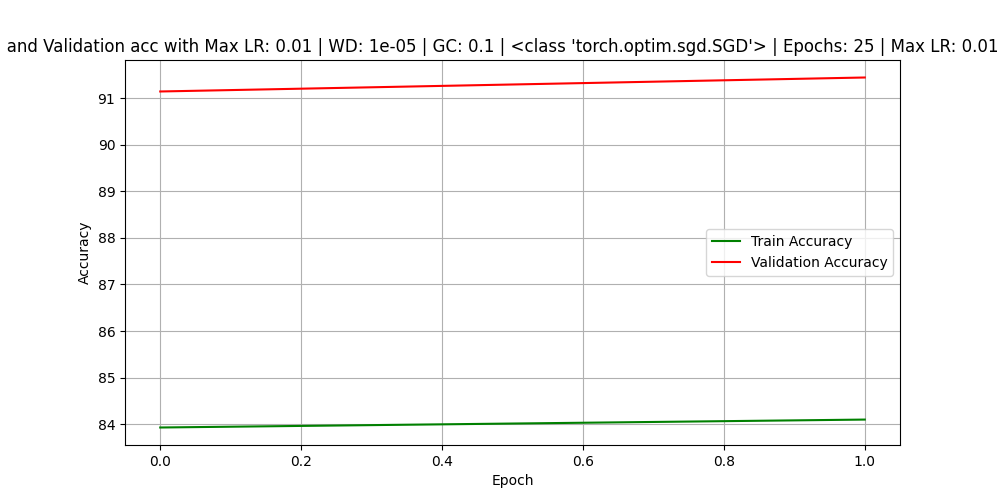 and Validation acc with Max LR: 0.01 | WD: 1e-05 | GC: 0.1 | <class 'torch.optim.sgd.SGD'> | Epochs: 25 | Max LR: 0.01
91
90
89
88
87
86
85
84
Accuracy
Train Accuracy
Validation Accuracy
0.0 0.2 0.4 0.6 0.8 1.0
Epoch